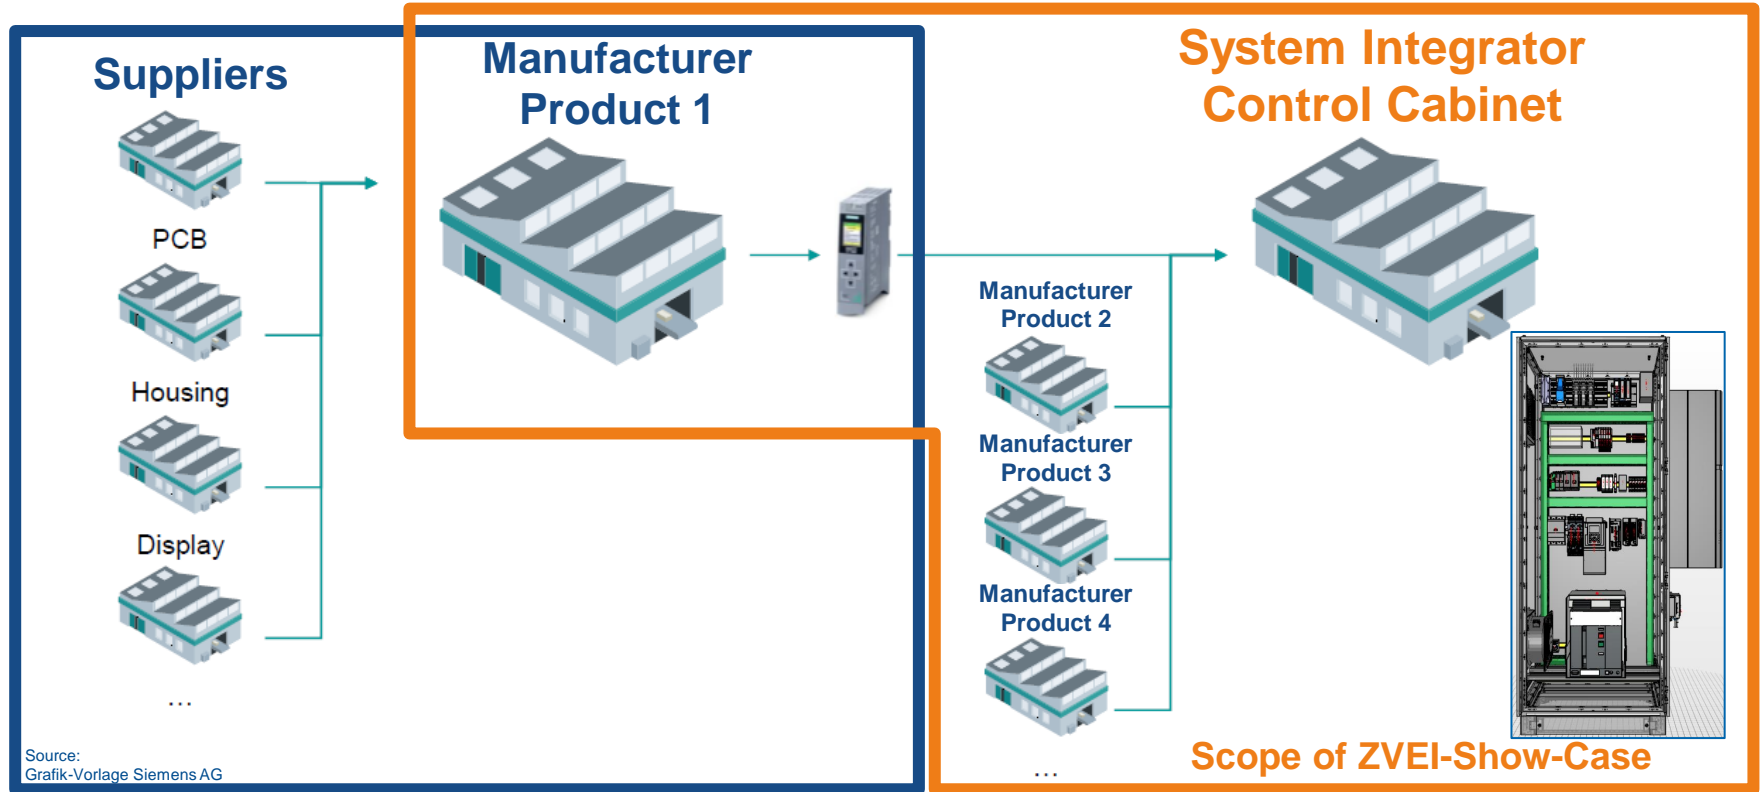 Suppliers
PCB
Housing
Display
...
Source:
Grafik-Vorlage Siemens AG
Manufacturer
Product 1
System Integrator
Control Cabinet
Manufacturer
Product 2
Manufacturer
Product 3
Manufacturer
Product 4
...
Scope of ZVEI-Show-Case